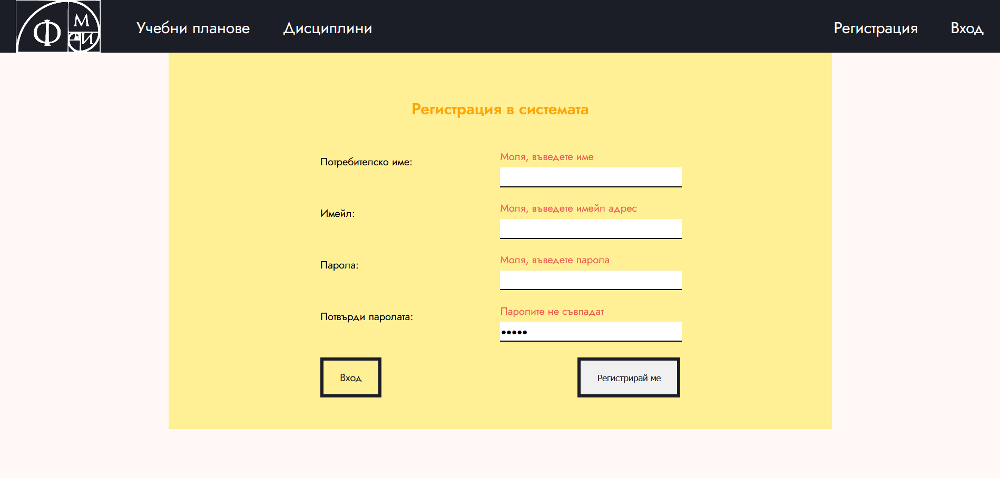 Ф М И
Учебни планове Дисциплини Регистрация Вход
Регистрация в системата
Моля, въведете име
Потребителско име:
Моля, въведете имейл адрес
Имейл:
Моля, въведете парола
Парола:
Паролите не съвпадат
Потвърди паролата:
•••••
Вход Регистрирай ме